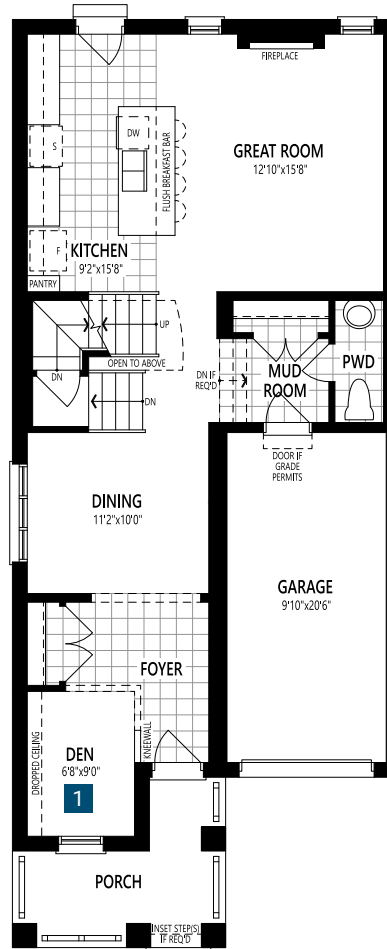 FIREPLACE
DW
S
FLUSH BREAKFAST BAR
GREAT ROOM
12'10"x15'8"
F
KITCHEN
9'2"x15'8"
PANTRY
UP
OPEN TO ABOVE
DN
DN
DN IF
REQ'D
MUD
ROOM
PWD
DOOR IF
GRADE
PERMITS
DINING
11'2"x10'0"
GARAGE
9'10"x20'6"
FOYER
KNEEWALL
DROPPED CEILING
DEN
6'8"x9'0"
1
PORCH
INSET STEP(S)
IF REQ'D